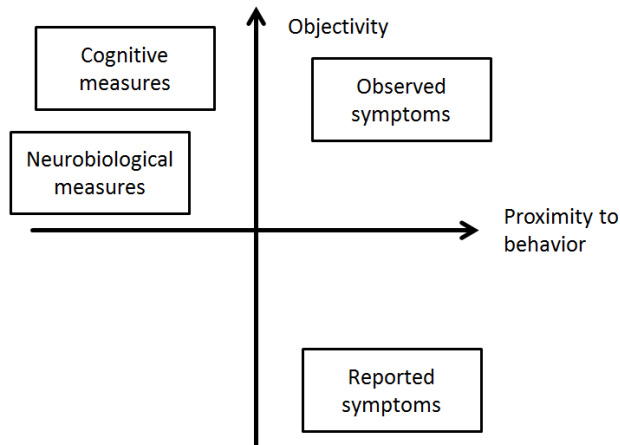 Objectivity
Cognitive
measures
Observed
symptoms
Neurobiological
measures
Proximity to
behavior
Reported
symptoms